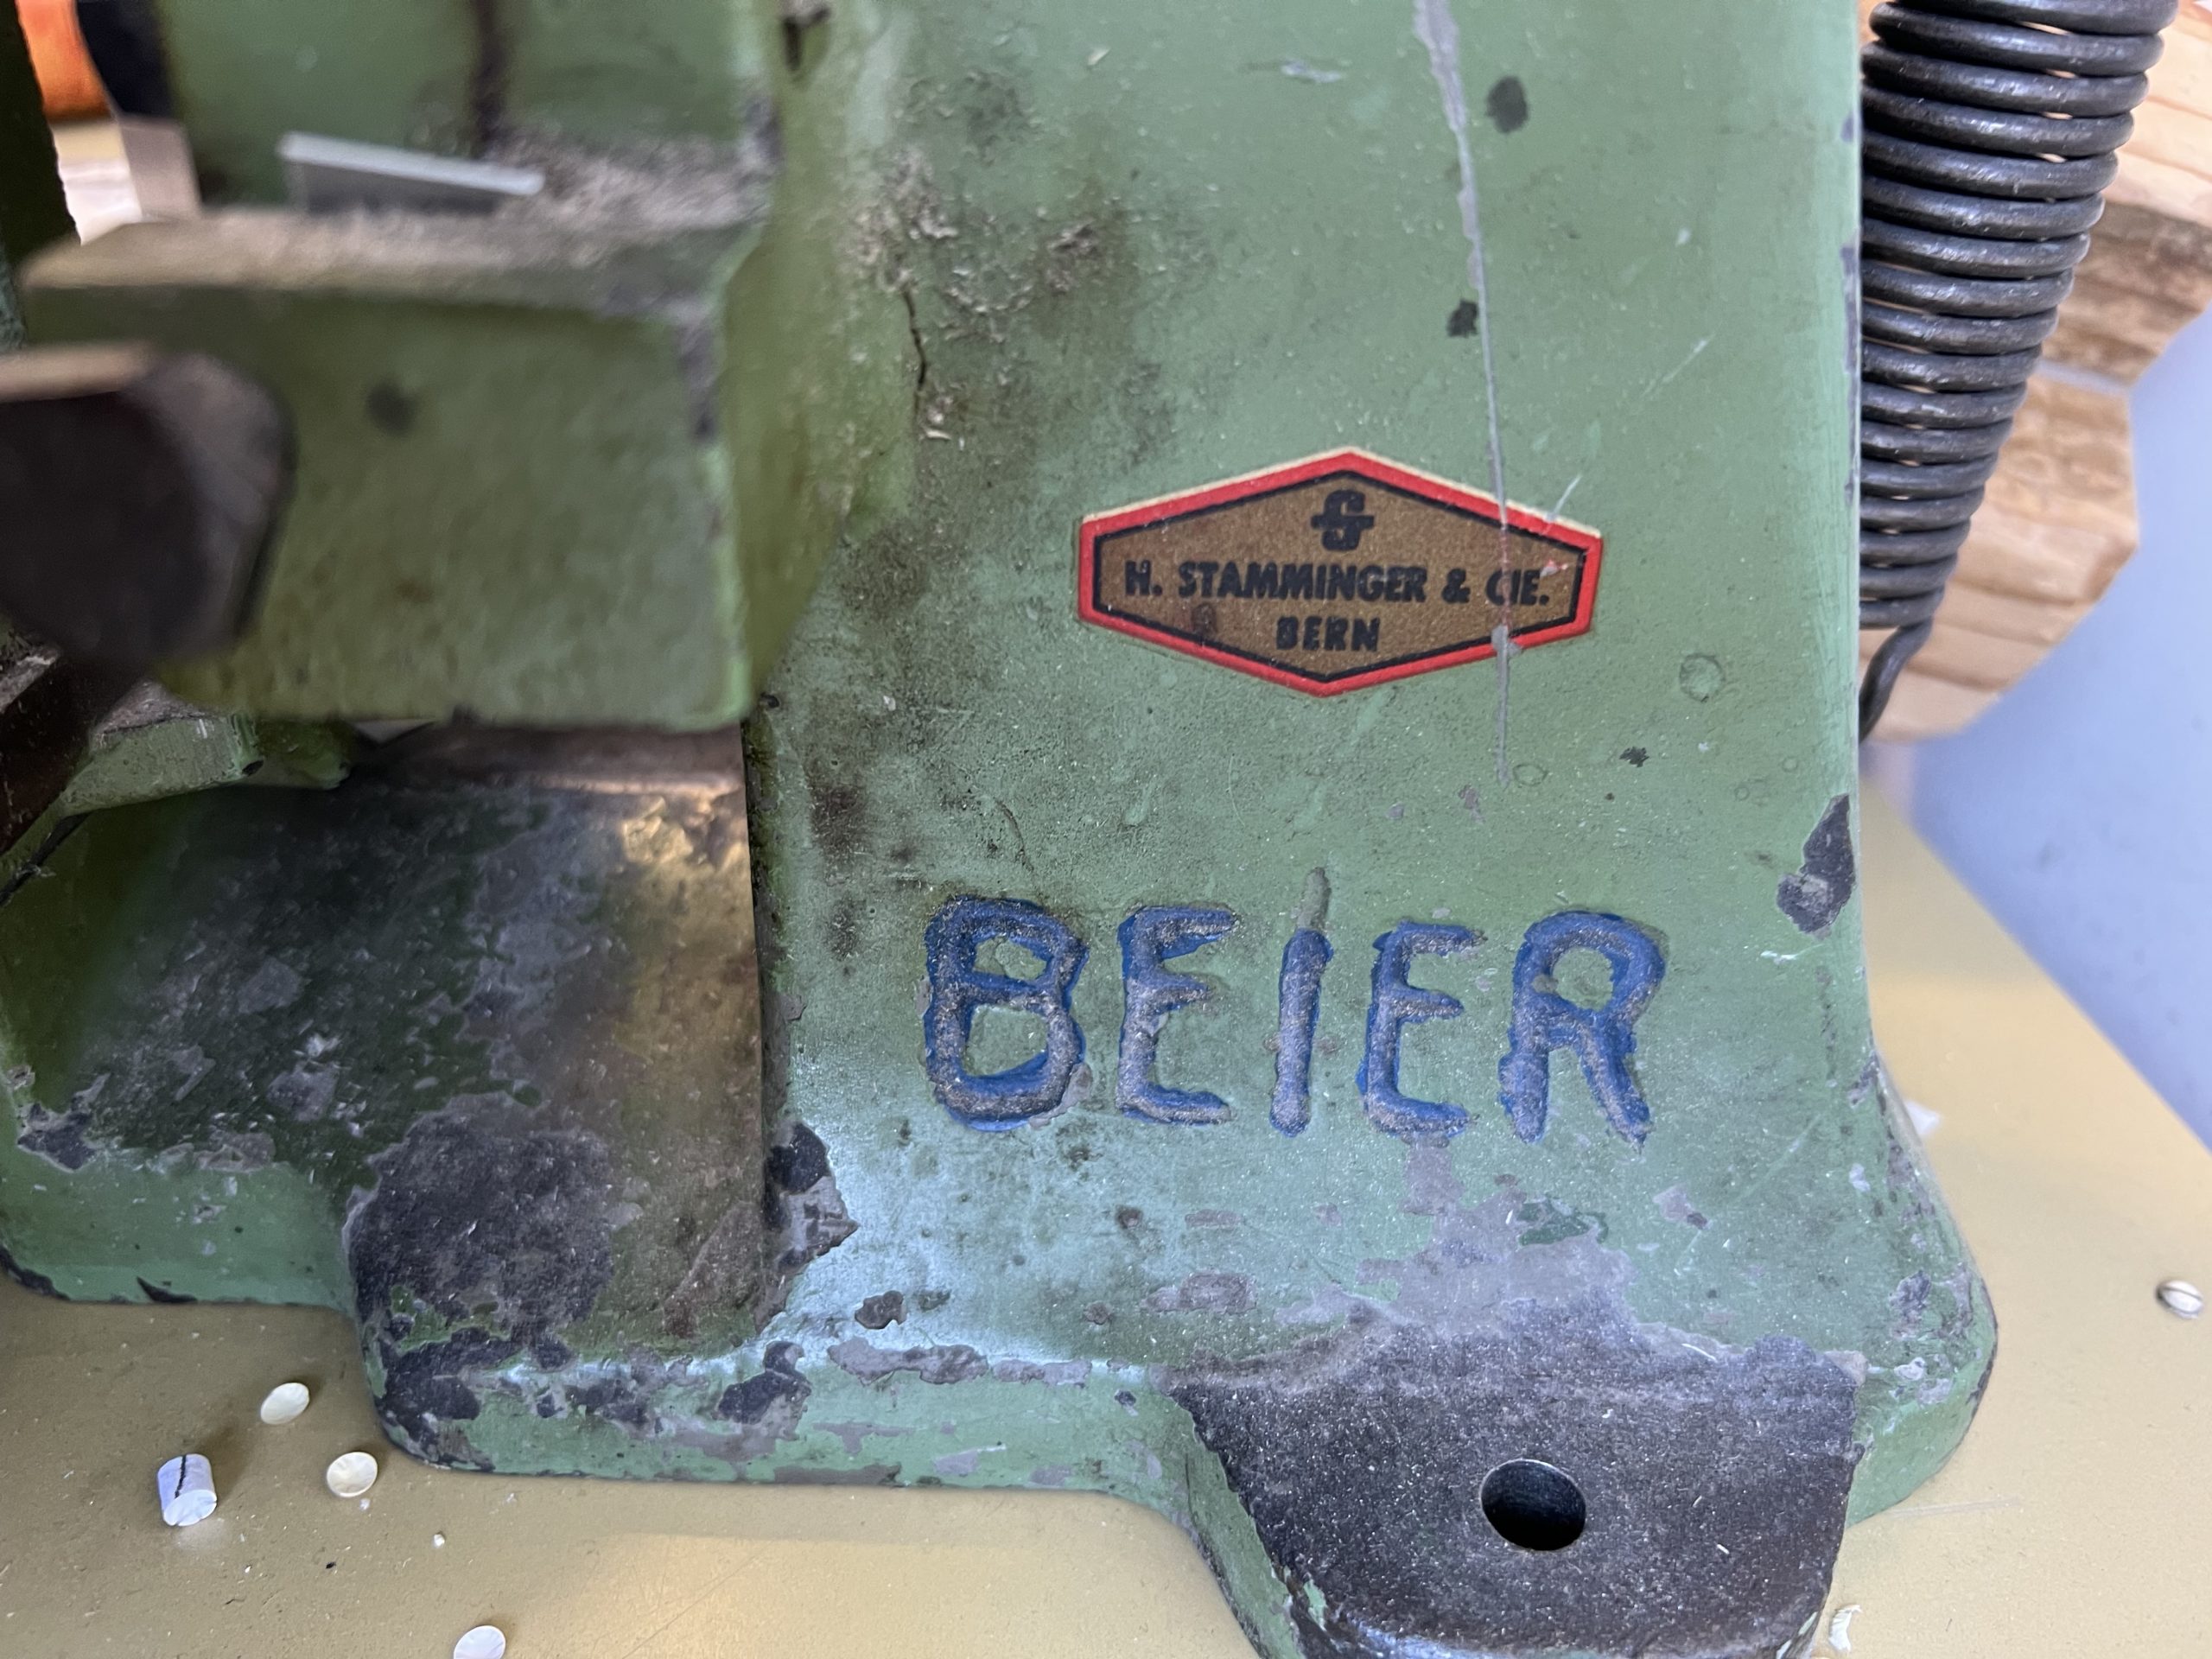 H. STAMMINGER & CIE.
BERN
BEIER